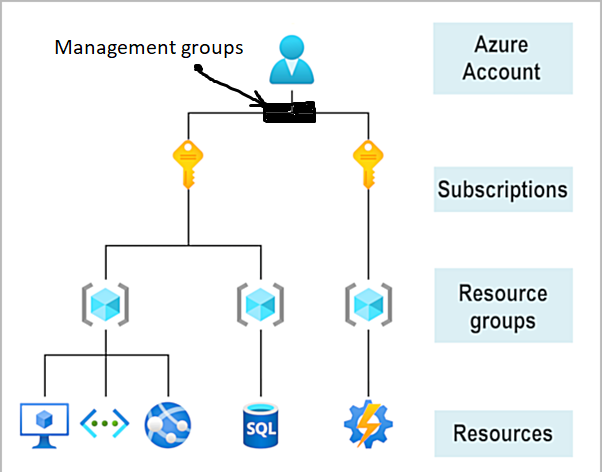 Management groups
Azure
Account
Subscriptions
Resource
groups
SQL
Resources